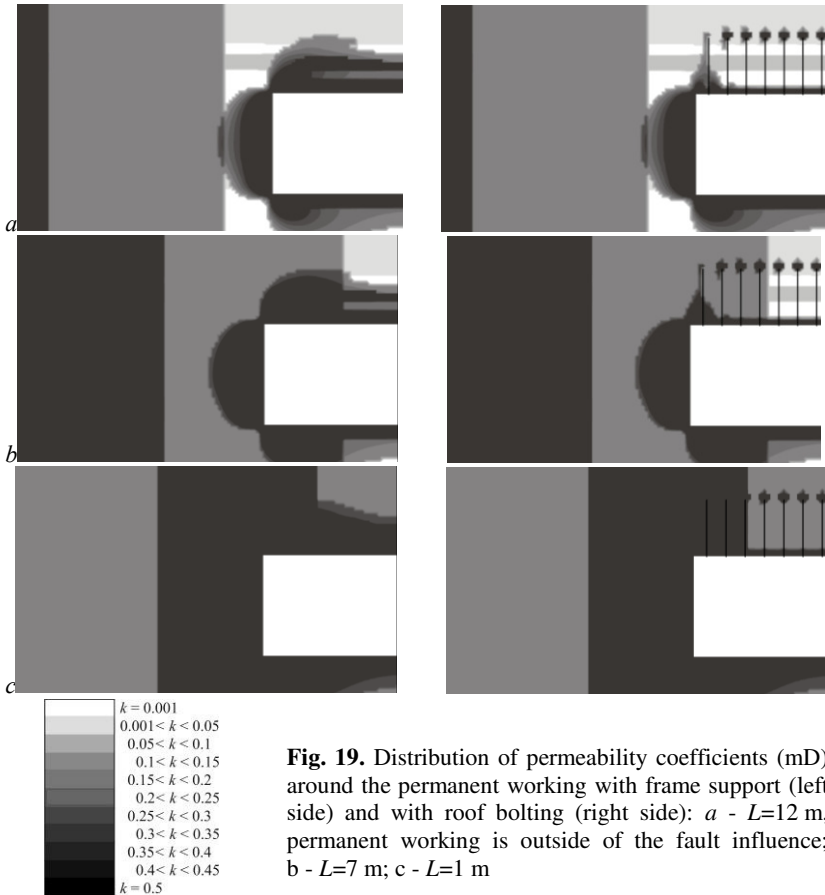 a
b
c
k = 0.001
0.001< k < 0.05
0.05< k < 0.1
0.1< k < 0.15
0.15< k < 0.2
0.2< k < 0.25
0.25< k < 0.3
0.3< k < 0.35
0.35< k < 0.4
0.4< k < 0.45
k = 0.5
Fig. 19. Distribution of permeability coefficients (mD)
around the permanent working with frame support (left
side) and with roof bolting (right side): a - L=12 m,
permanent working is outside of the fault influence;
b - L=7 m; c - L=1 m